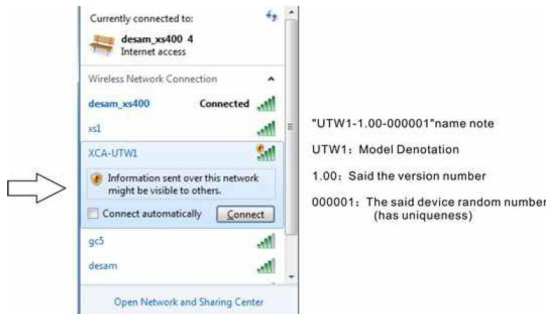 Currently connected to:
desam_xs400 4
Internet access
Wireless Network Connection
desam_xs400 Connected
xs1
XCA-UTW1
Information sent over this network
might be visible to others.
Connect automatically Connect
gc5
desam
Open Network and Sharing Center
"UTW1-1.00-000001"name note
UTW1: Model Denotation
1.00: Said the version number
000001: The said device random number
(has uniqueness)